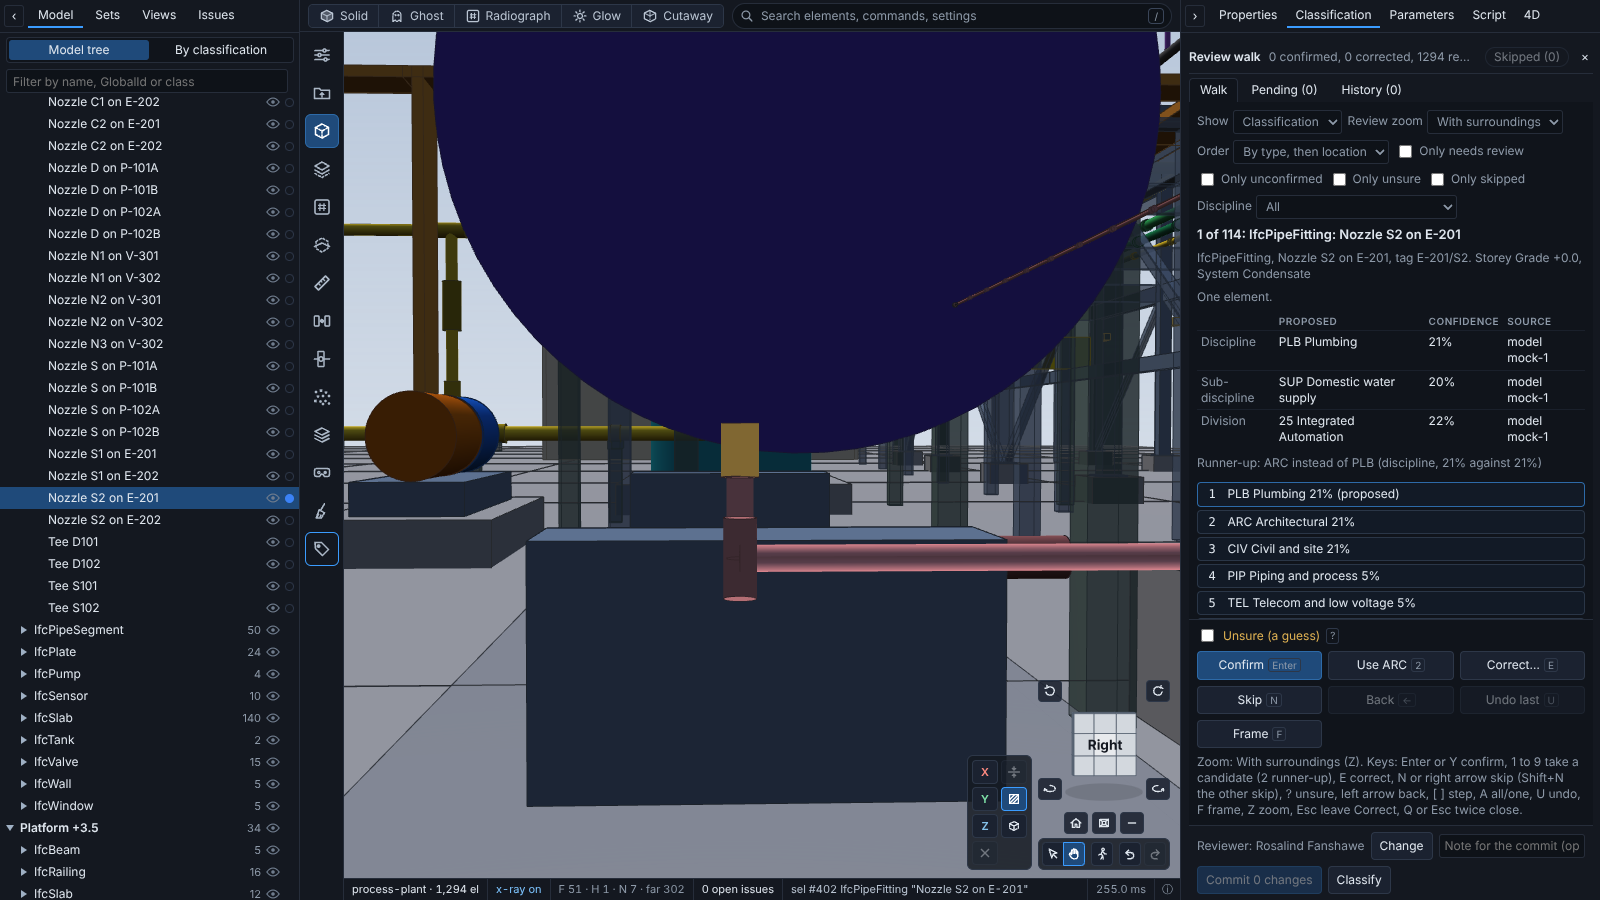 Model Sets Views Issues
Model tree By classification
Filter by name, GlobalId or class
Nozzle C1 on E-202
Nozzle C2 on E-201
Nozzle C2 on E-202
Nozzle D on P-101A
Nozzle D on P-101B
Nozzle D on P-102A
Nozzle D on P-102B
Nozzle N1 on V-301
Nozzle N1 on V-302
Nozzle N2 on V-301
Nozzle N2 on V-302
Nozzle N3 on V-302
Nozzle S on P-101A
Nozzle S on P-101B
Nozzle S on P-102A
Nozzle S on P-102B
Nozzle S1 on E-201
Nozzle S1 on E-202
Nozzle S2 on E-201
Nozzle S2 on E-202
Tee D101
Tee D102
Tee S101
Tee S102
IfcPipeSegment 50
IfcPlate 24
IfcPump 4
IfcSensor 10
IfcSlab 140
IfcTank 2
IfcValve 15
IfcWall 5
IfcWindow 5
Platform +3.5 34
IfcBeam 5
IfcRailing 16
IfcSlab 12
Solid Ghost Radiograph Glow Cutaway
Search elements, commands, settings /
Right
X
Y
Z
process-plant · 1,294 el x-ray on F 51 · H 1 · N 7 · far 302 0 open issues sel #402 IfcPipeFitting "Nozzle S2 on E-201" 255.0 ms
Properties Classification Parameters Script 4D
Review walk 0 confirmed, 0 corrected, 1294 re... Skipped (0) ×
Walk Pending (0) History (0)
Show Classification Review zoom With surroundings
Order By type, then location Only needs review
Only unconfirmed Only unsure Only skipped
Discipline All
1 of 114: IfcPipeFitting: Nozzle S2 on E-201
IfcPipeFitting, Nozzle S2 on E-201, tag E-201/S2. Storey Grade +0.0,
System Condensate
One element.
PROPOSED CONFIDENCE SOURCE
Discipline PLB Plumbing 21% model
mock-1
Sub- SUP Domestic water 20% model
discipline supply mock-1
Division 25 Integrated 22% model
Automation mock-1
Runner-up: ARC instead of PLB (discipline, 21% against 21%)
1 PLB Plumbing 21% (proposed)
2 ARC Architectural 21%
3 CIV Civil and site 21%
4 PIP Piping and process 5%
5 TEL Telecom and low voltage 5%
Unsure (a guess) ?
Confirm Enter Use ARC 2 Correct... E
Skip N Back ← Undo last U
Frame F
Zoom: With surroundings (Z). Keys: Enter or Y confirm, 1 to 9 take a
candidate (2 runner-up), E correct, N or right arrow skip (Shift+N
the other skip), ? unsure, left arrow back, [ ] step, A all/one, U undo,
F frame, Z zoom, Esc leave Correct, Q or Esc twice close.
Reviewer: Rosalind Fanshawe Change Note for the commit (op
Commit 0 changes Classify